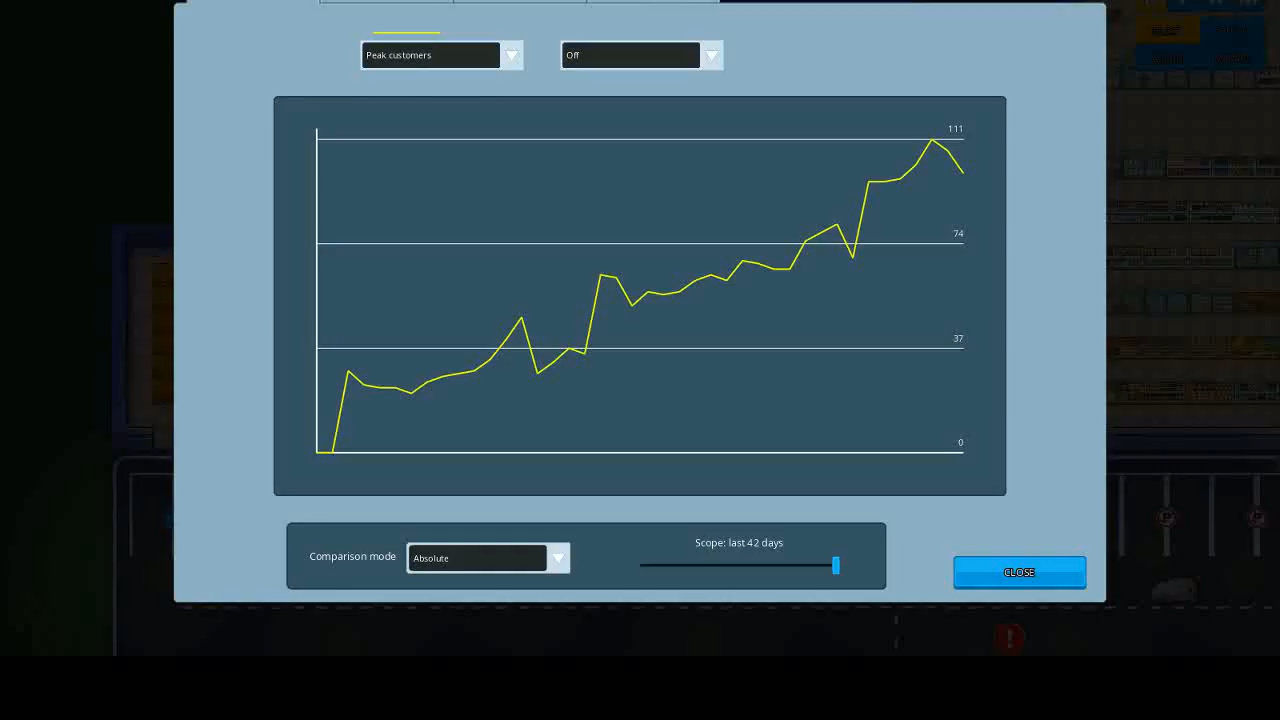 Peak customers
Off
111
74
37
0
Comparison mode
Absolute
Scope: last 42 days
CLOSE